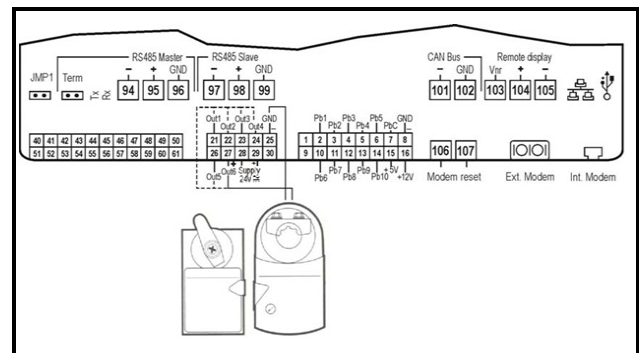 RS485 Master RS485 Slave CAN Bus Remote display
JMP1 Term − + GND − + GND − GND Vnr + −
Tx Rx 94 95 96 97 98 99 101 102 103 104 105
Out1 Out3 GND Pb1 Pb3 Pb5 GND
Out2 Out4 − Pb2 Pb4 PbC −
40 41 42 43 44 45 46 47 48 49 50 21 22 23 24 25 1 2 3 4 5 6 7 8 106 107
51 52 53 54 55 56 57 58 59 60 61 26 27 28 29 30 9 10 11 12 13 14 15 16
Out6 Supply Pb7 Pb9 +5V Modem reset Ext. Modem Int. Modem
Out5 24V Pb6 Pb8 Pb10 +12V